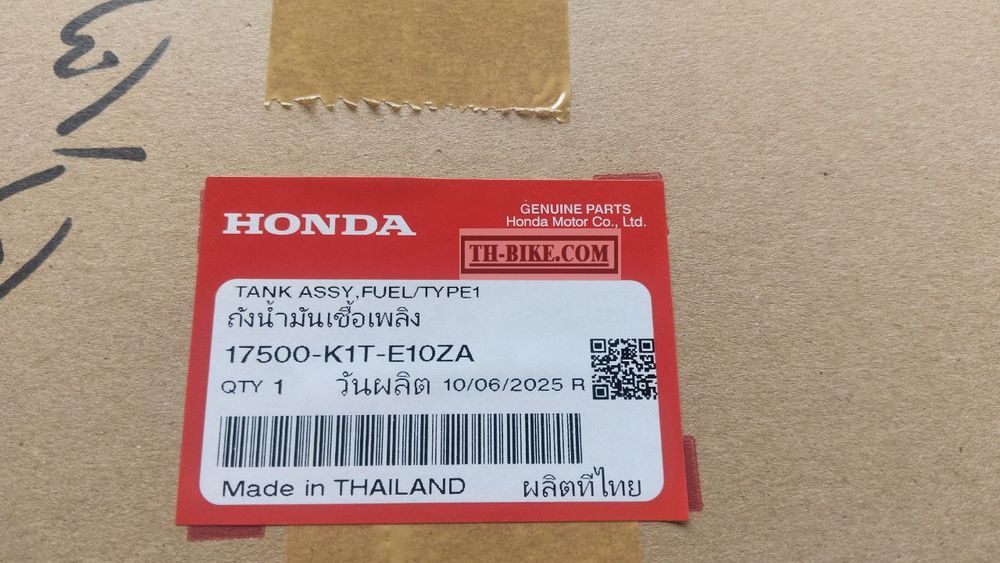 HONDA
GENUINE PARTS
Honda Motor Co., Ltd.
TH-BIKE.COM
TANK ASSY,FUEL/TYPE1
ถังน้ำมันเชื้อเพลิง
17500-K1T-E10ZA
QTY 1 วันผลิต 10/06/2025 R
Made in THAILAND ผลิตที่ไทย